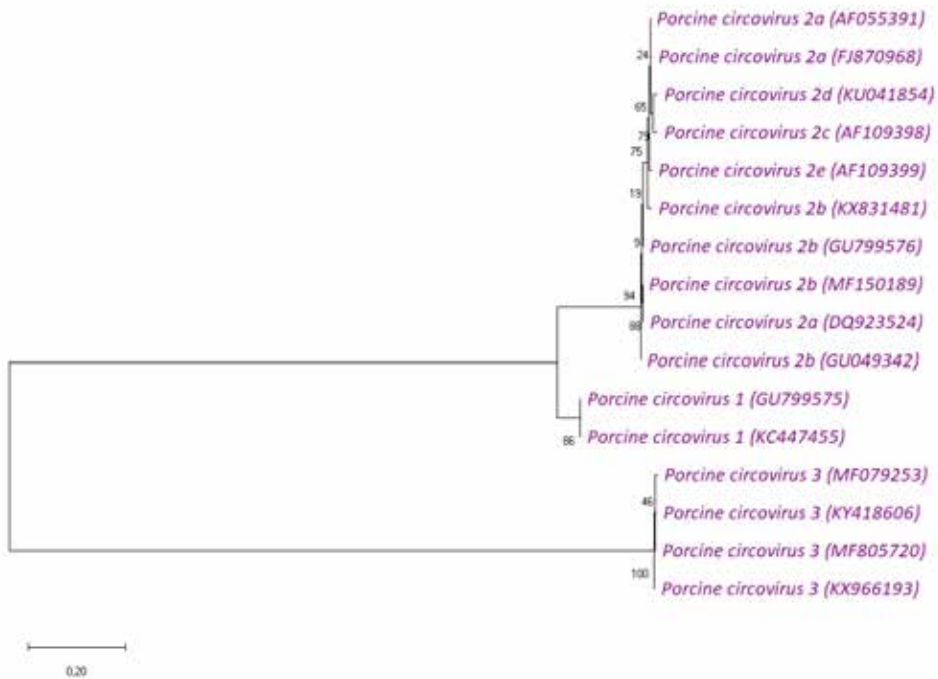 Porcine circovirus 2a (AF055391)
24
Porcine circovirus 2a (FJ870968)
Porcine circovirus 2d (KU041854)
65
Porcine circovirus 2c (AF109398)
79
75
Porcine circovirus 2e (AF109399)
19
Porcine circovirus 2b (KX831481)
9
Porcine circovirus 2b (GU799576)
Porcine circovirus 2b (MF150189)
94
Porcine circovirus 2a (DQ923524)
88
Porcine circovirus 2b (GU049342)
Porcine circovirus 1 (GU799575)
Porcine circovirus 1 (KC447455)
86
Porcine circovirus 3 (MF079253)
46
Porcine circovirus 3 (KY418606)
Porcine circovirus 3 (MF805720)
100
Porcine circovirus 3 (KX966193)
0,20